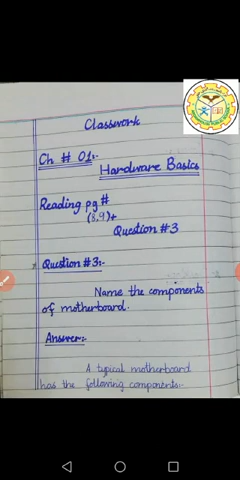 Classwork
Ch # 01:-
Hardware Basics
Reading pg#
(8,9)+
Question #3
Question #3:-
Name the components
of motherboard.
Answer:-
A typical motherboard
has the following components:-